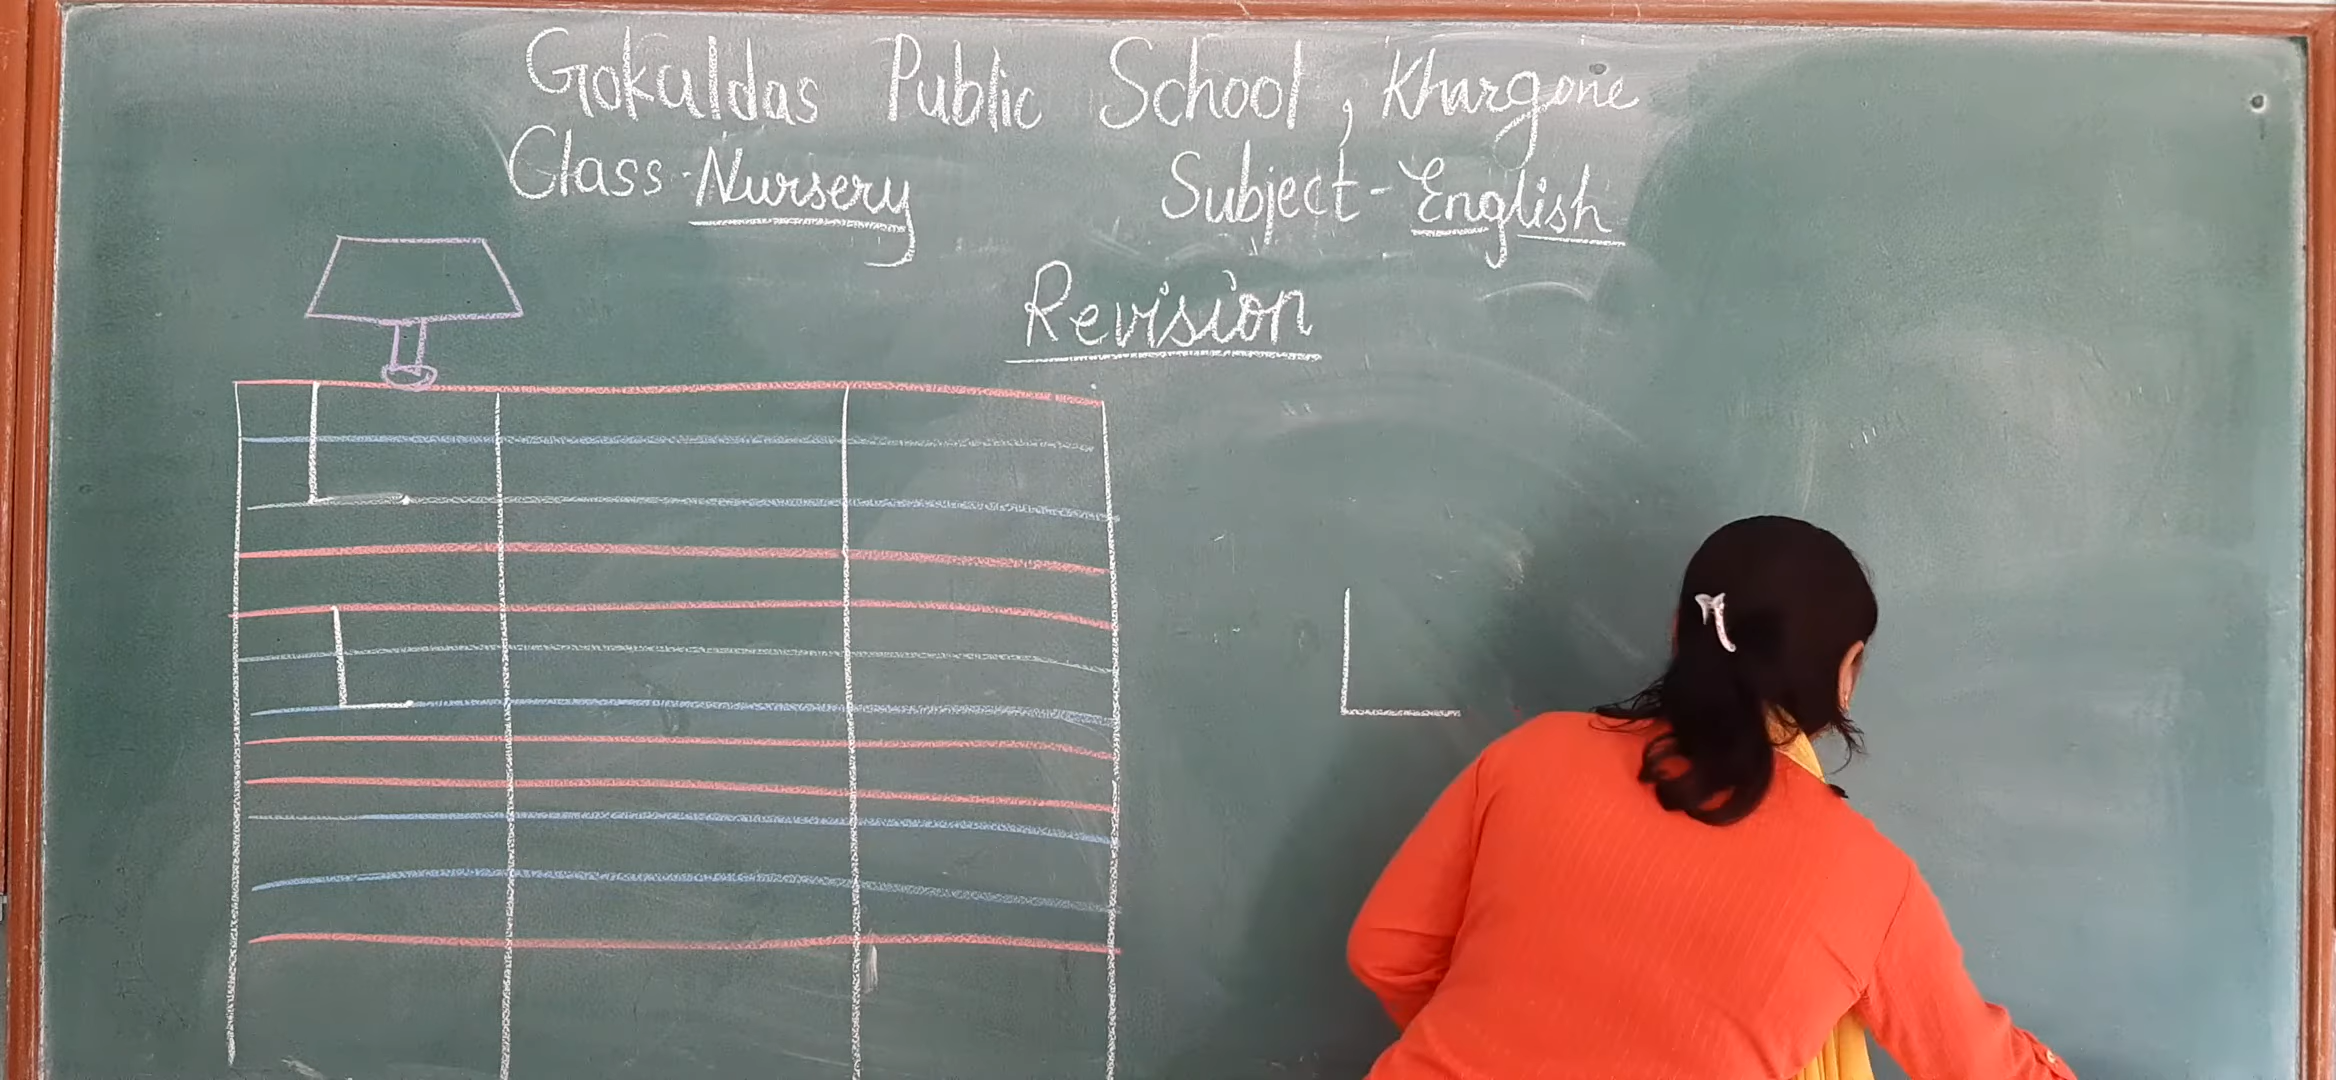 Gokuldas Public School, Khargone
Class-Nursery Subject-English
Revision
L
L
L